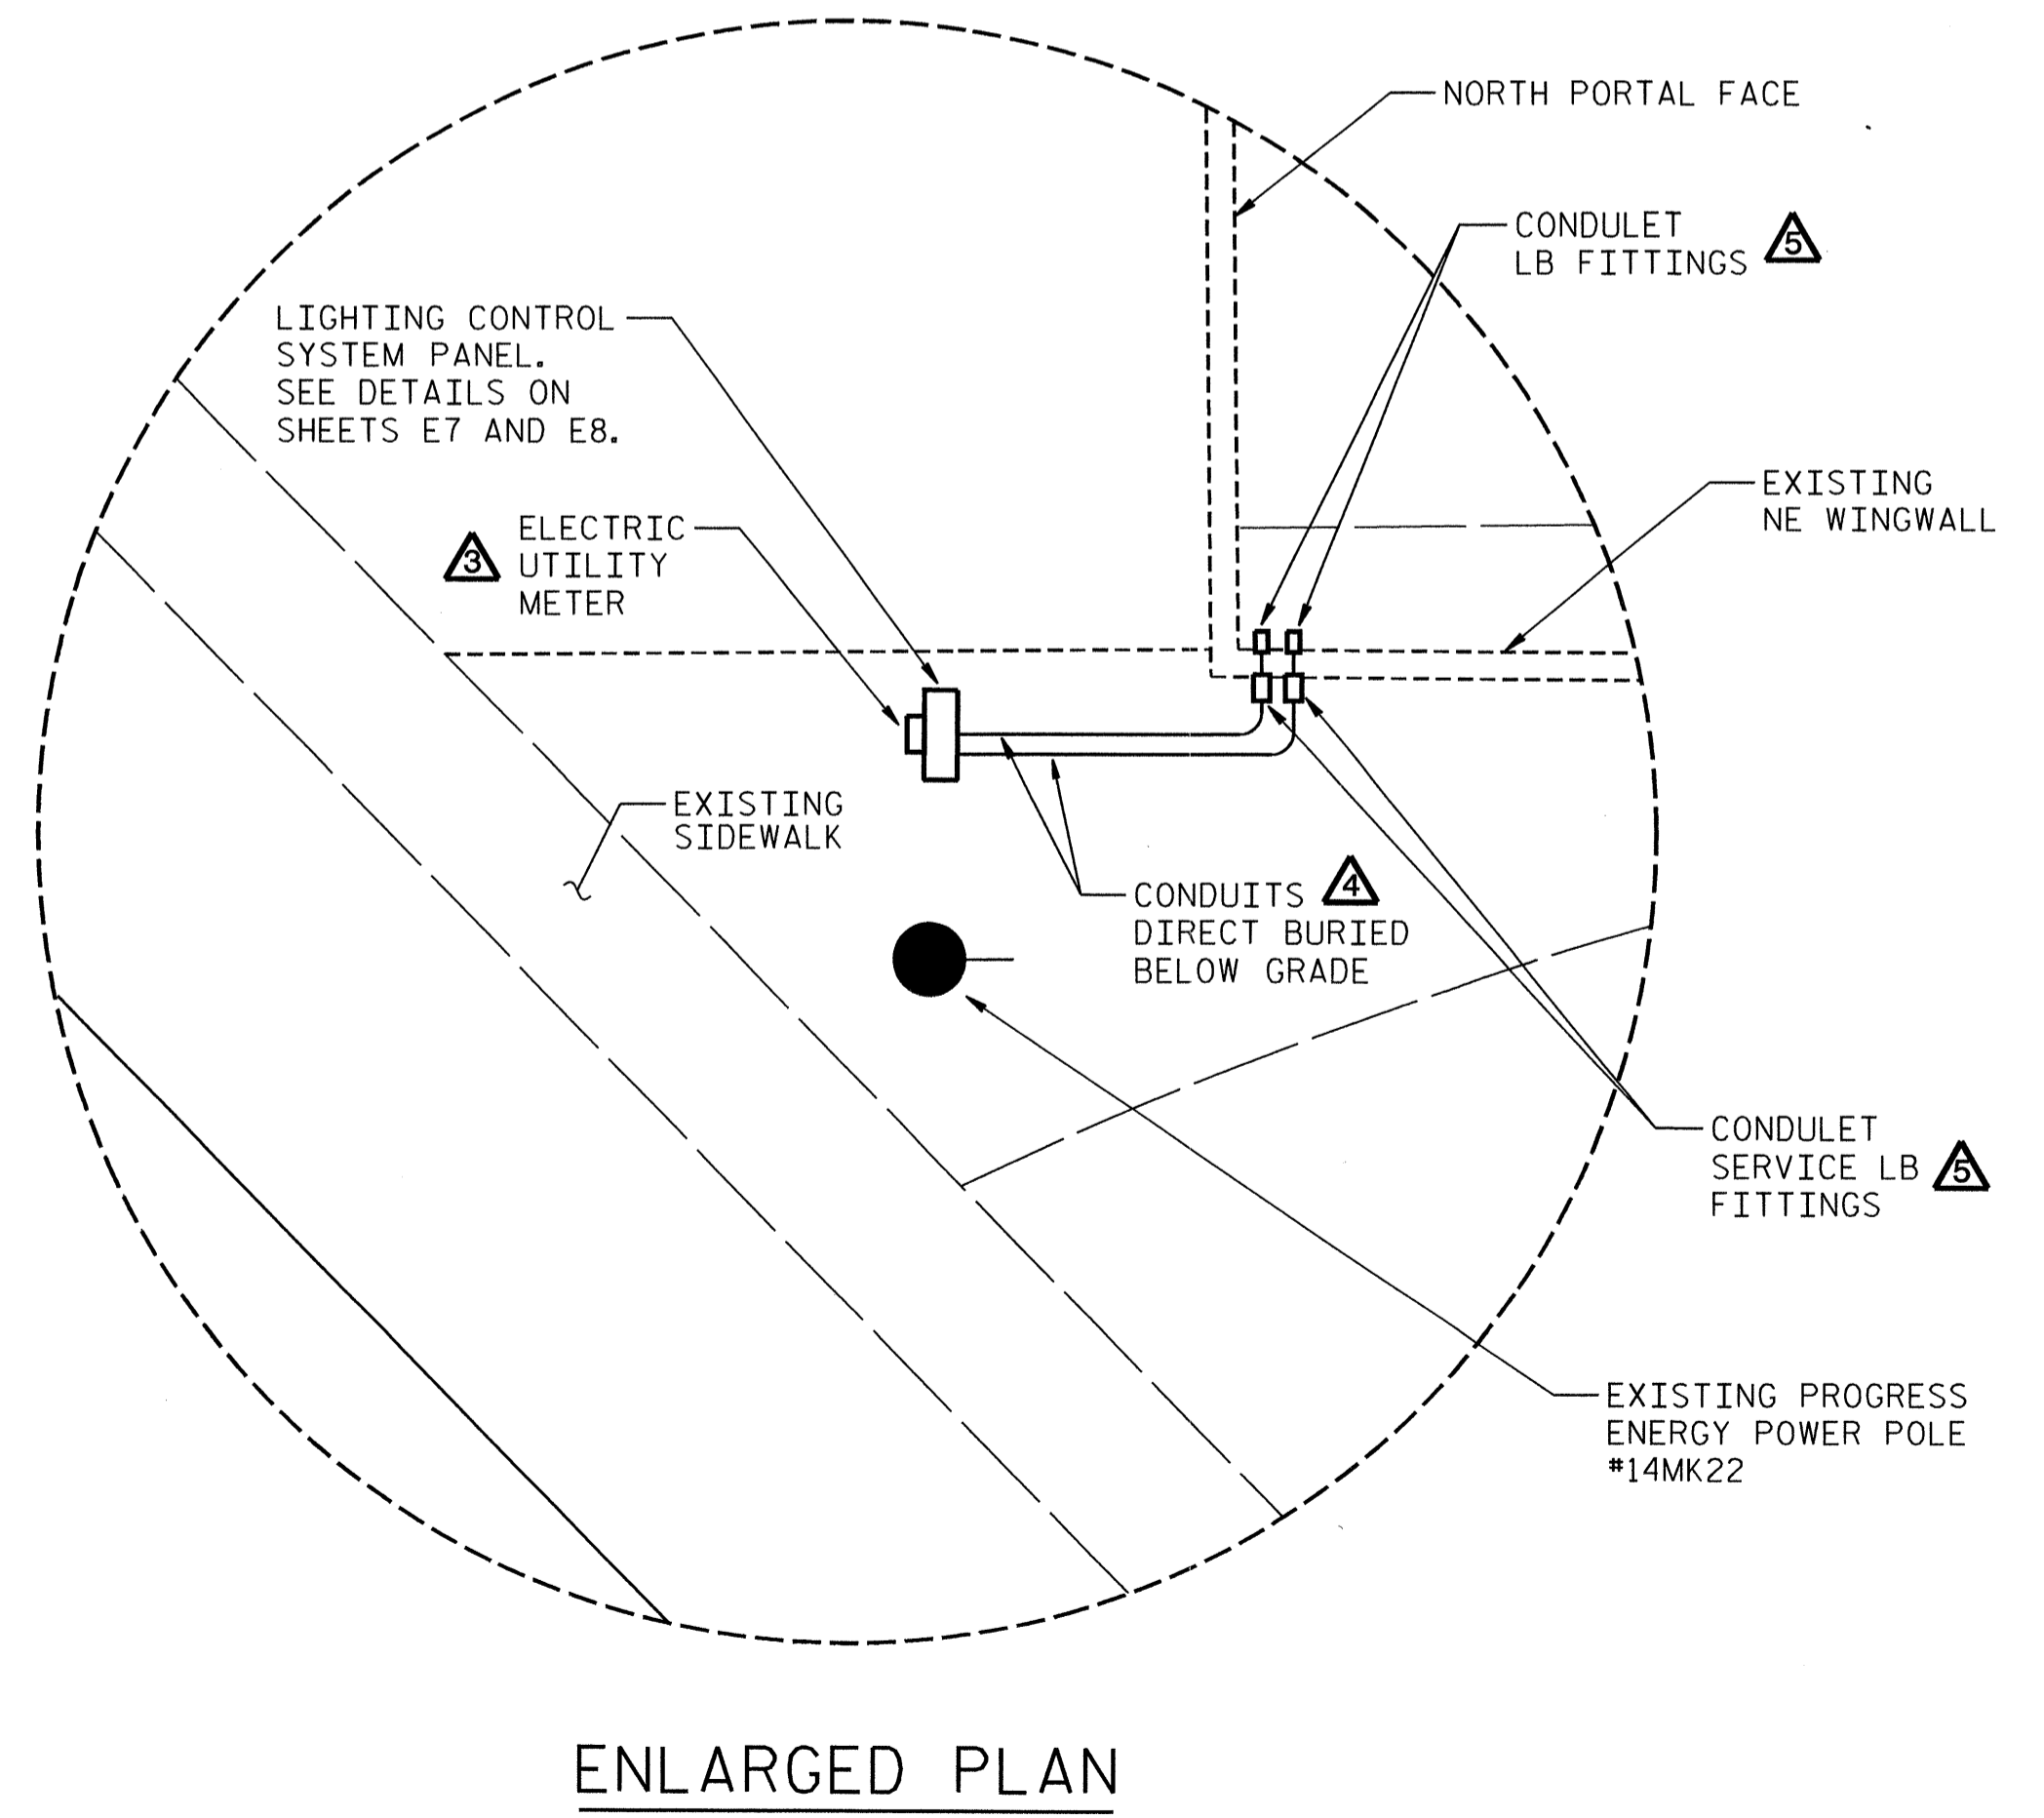 NORTH PORTAL FACE
CONDULET
LB FITTINGS 5
LIGHTING CONTROL
SYSTEM PANEL.
SEE DETAILS ON
SHEETS E7 AND E8.
EXISTING
NE WINGWALL
3 ELECTRIC
UTILITY
METER
EXISTING
SIDEWALK
CONDUITS 4
DIRECT BURIED
BELOW GRADE
CONDULET
SERVICE LB 5
FITTINGS
EXISTING PROGRESS
ENERGY POWER POLE
#14MK22
ENLARGED PLAN